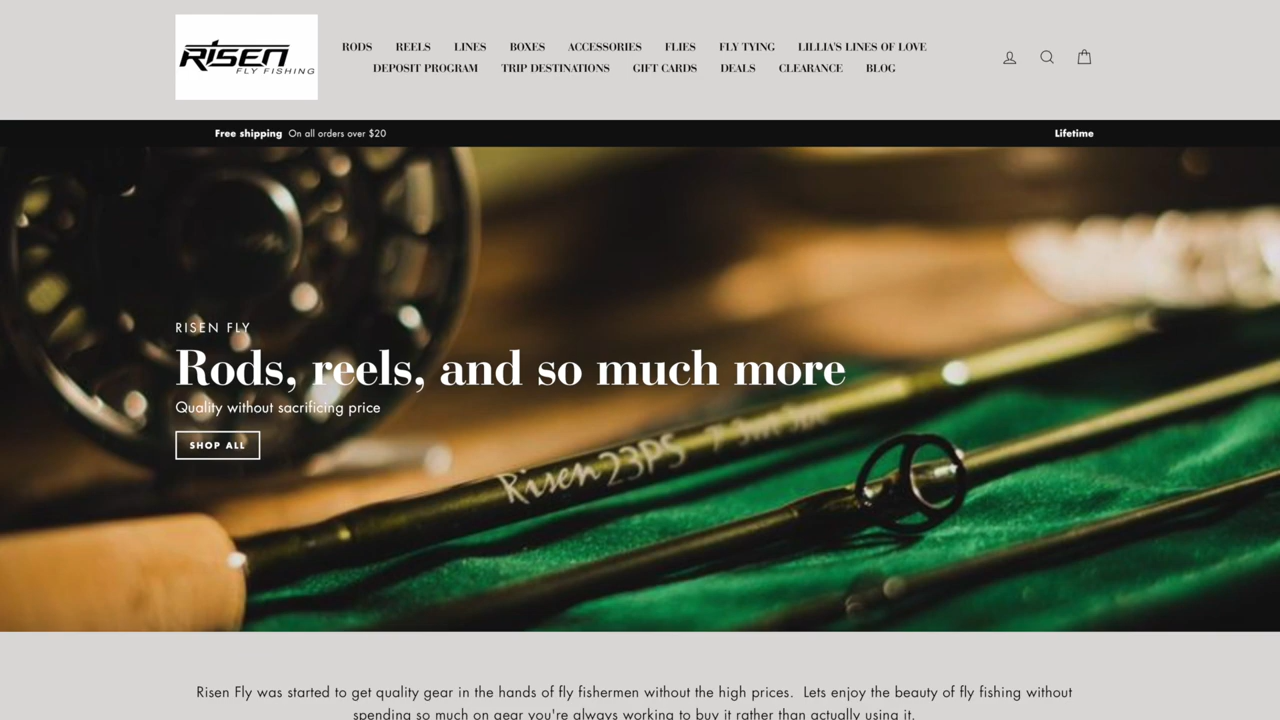 RISEN
FLY FISHING
RODS REELS LINES BOXES ACCESSORIES FLIES FLY TYING LILLIA'S LINES OF LOVE
DEPOSIT PROGRAM TRIP DESTINATIONS GIFT CARDS DEALS CLEARANCE BLOG
Free shipping On all orders over $20 Lifetime
RISEN FLY
Rods, reels, and so much more
Quality without sacrificing price
SHOP ALL
Risen 23PS
Risen Fly was started to get quality gear in the hands of fly fishermen without the high prices. Lets enjoy the beauty of fly fishing without
spending so much on gear you're always working to buy it rather than actually using it.